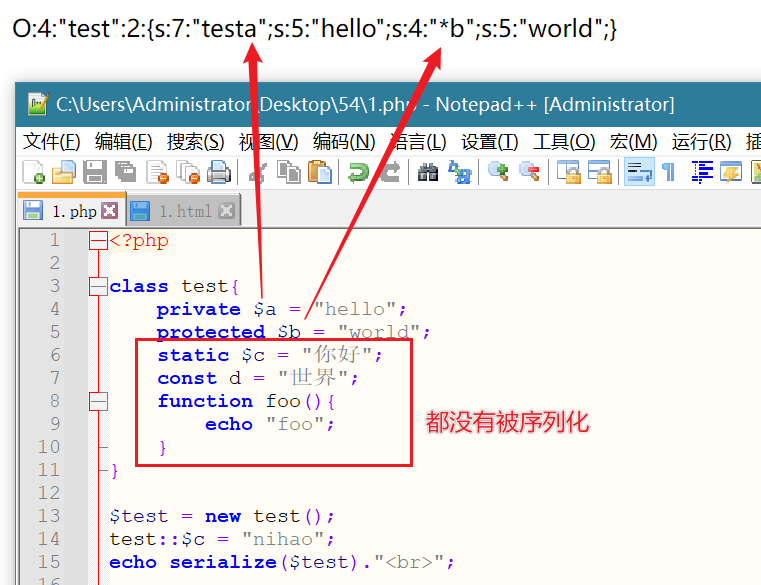 O:4:"test":2:{s:7:"testa";s:5:"hello";s:4:"*b";s:5:"world";}
C:\Users\Administrator\Desktop\54\1.php - Notepad++ [Administrator]
文件(F) 编辑(E) 搜索(S) 视图(V) 编码(N) 语言(L) 设置(T) 工具(O) 宏(M) 运行(R)
1.php 1.html
1 <?php
2
3 class test{
4 private $a = "hello";
5 protected $b = "world";
6 static $c = "你好";
7 const d = "世界";
8 function foo(){
9 echo "foo";
10 }
11 }
都没有被序列化
12
13 $test = new test();
14 test::$c = "nihao";
15 echo serialize($test)."<br>";